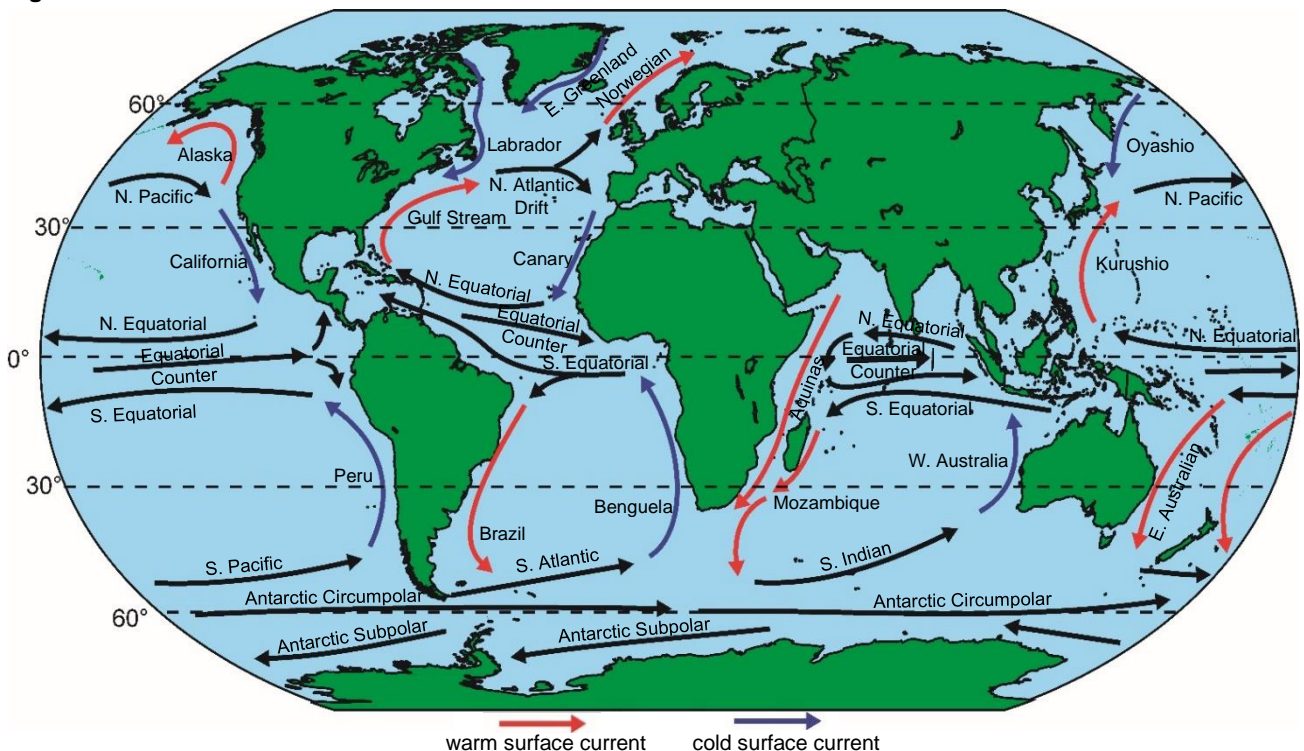 60°
E. Greenland
Norwegian
Alaska
Labrador
Oyashio
N. Pacific
N. Atlantic
Drift
N. Pacific
30°
Gulf Stream
California
Canary
Kurushio
N. Equatorial
Equatorial
Counter
N. Equatorial
N. Equatorial
N. Equatorial
0°
Equatorial
Counter
S. Equatorial
Equatorial
Counter
Aquinas
S. Equatorial
S. Equatorial
30°
Peru
Benguela
W. Australia
Mozambique
E. Australian
Brazil
S. Pacific
S. Atlantic
S. Indian
Antarctic Circumpolar
Antarctic Circumpolar
60°
Antarctic Subpolar
Antarctic Subpolar
warm surface current
cold surface current